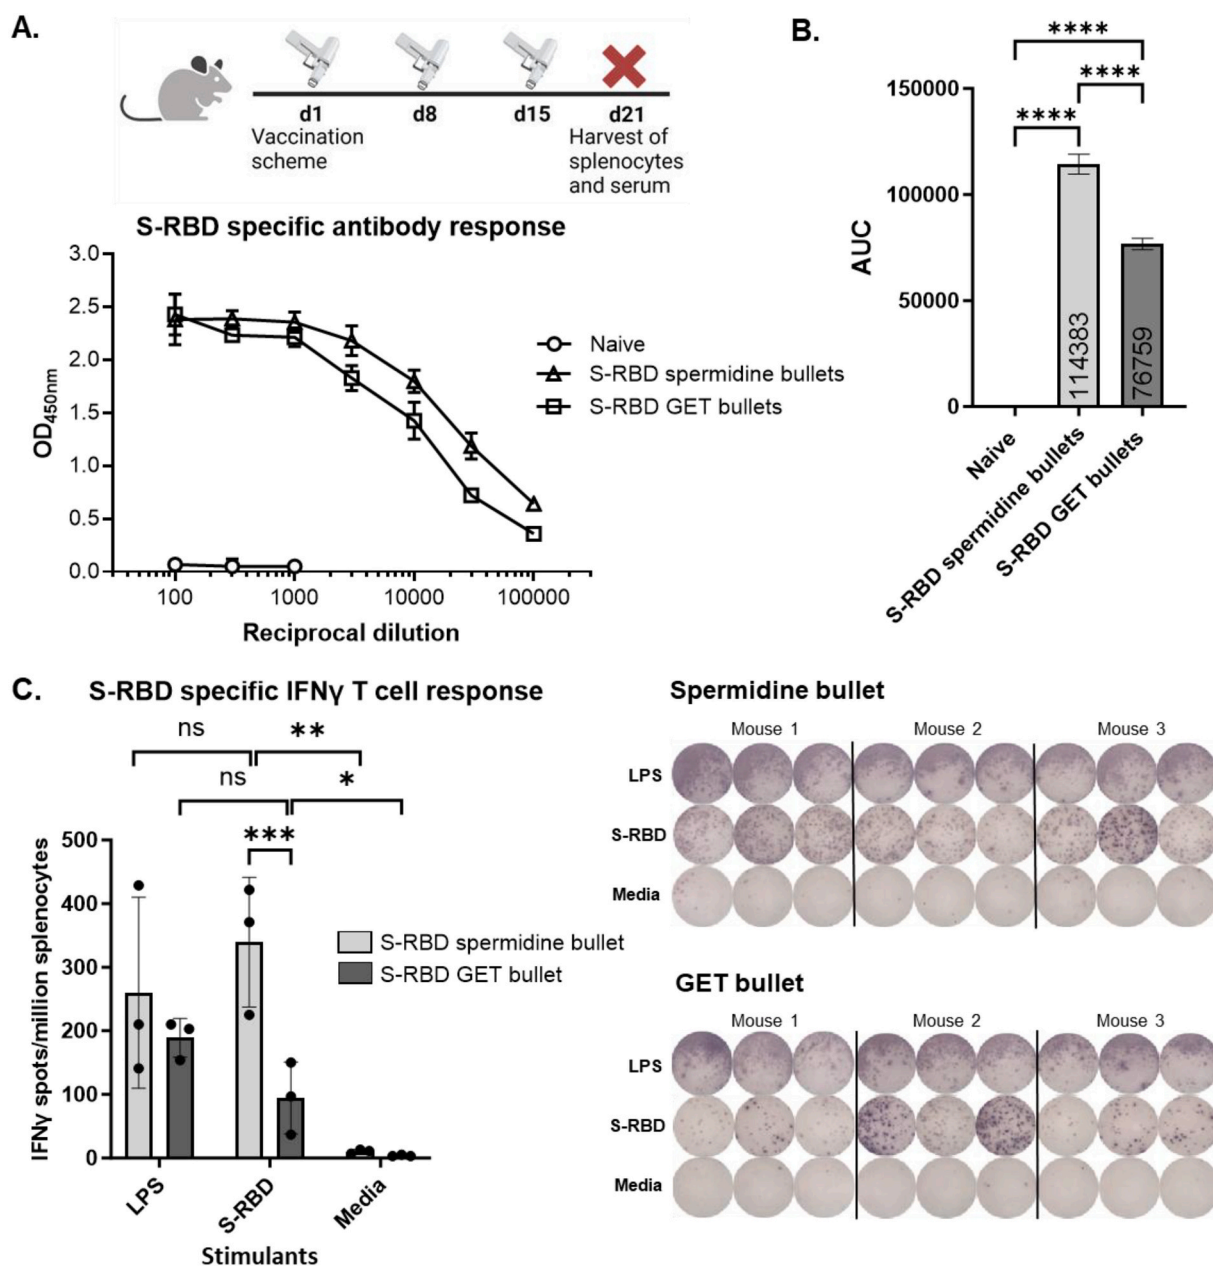 A.
d1
d8
d15
d21
Vaccination
scheme
Harvest of
splenocytes
and serum
S-RBD specific antibody response
3.0
2.5
2.0
1.5
1.0
0.5
0.0
OD450nm
100
1000
10000
100000
Reciprocal dilution
Naive
S-RBD spermidine bullets
S-RBD GET bullets
B.
****
****
****
150000
100000
50000
0
AUC
114383
76759
Naive
S-RBD spermidine bullets
S-RBD GET bullets
C.
S-RBD specific IFNγ T cell response
ns
**
ns
*
***
500
400
300
200
100
0
IFNγ spots/million splenocytes
S-RBD spermidine bullet
S-RBD GET bullet
LPS
S-RBD
Media
Stimulants
Spermidine bullet
Mouse 1
Mouse 2
Mouse 3
LPS
S-RBD
Media
GET bullet
Mouse 1
Mouse 2
Mouse 3
LPS
S-RBD
Media